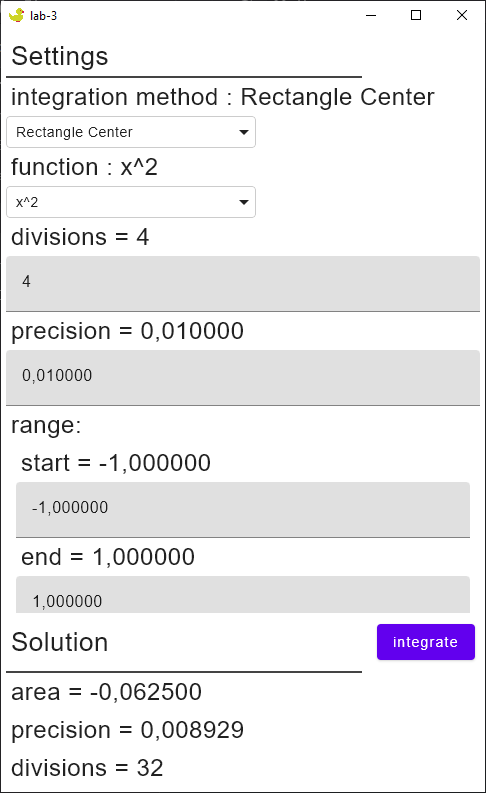 lab-3
Settings
integration method : Rectangle Center
Rectangle Center
function : x^2
x^2
divisions = 4
4
precision = 0,010000
0,010000
range:
start = -1,000000
-1,000000
end = 1,000000
1,000000
Solution
integrate
area = -0,062500
precision = 0,008929
divisions = 32